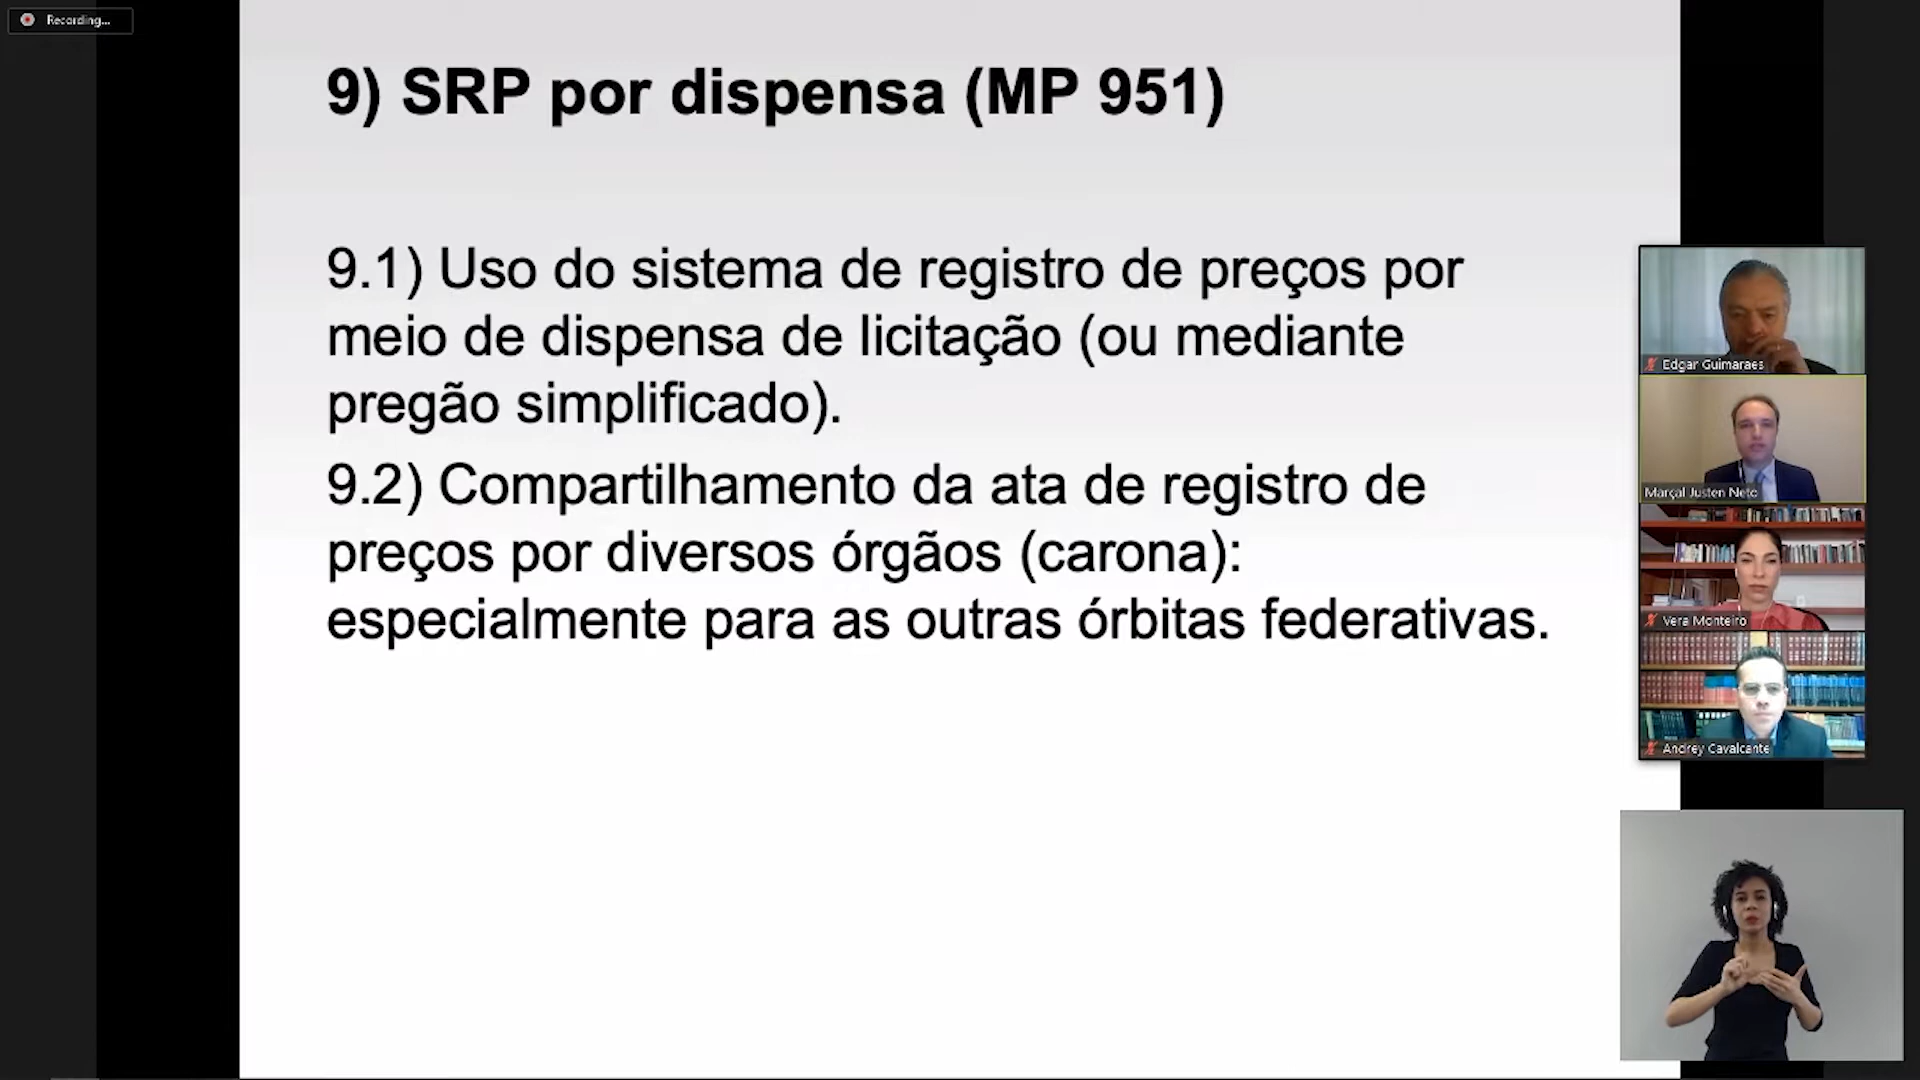 Recording...
9) SRP por dispensa (MP 951)
9.1) Uso do sistema de registro de preços por
meio de dispensa de licitação (ou mediante
pregão simplificado).
9.2) Compartilhamento da ata de registro de
preços por diversos órgãos (carona):
especialmente para as outras órbitas federativas.
Edgar Guimaraes
Marçal Justen Neto
Vera Monteiro
Andrey Cavalcante